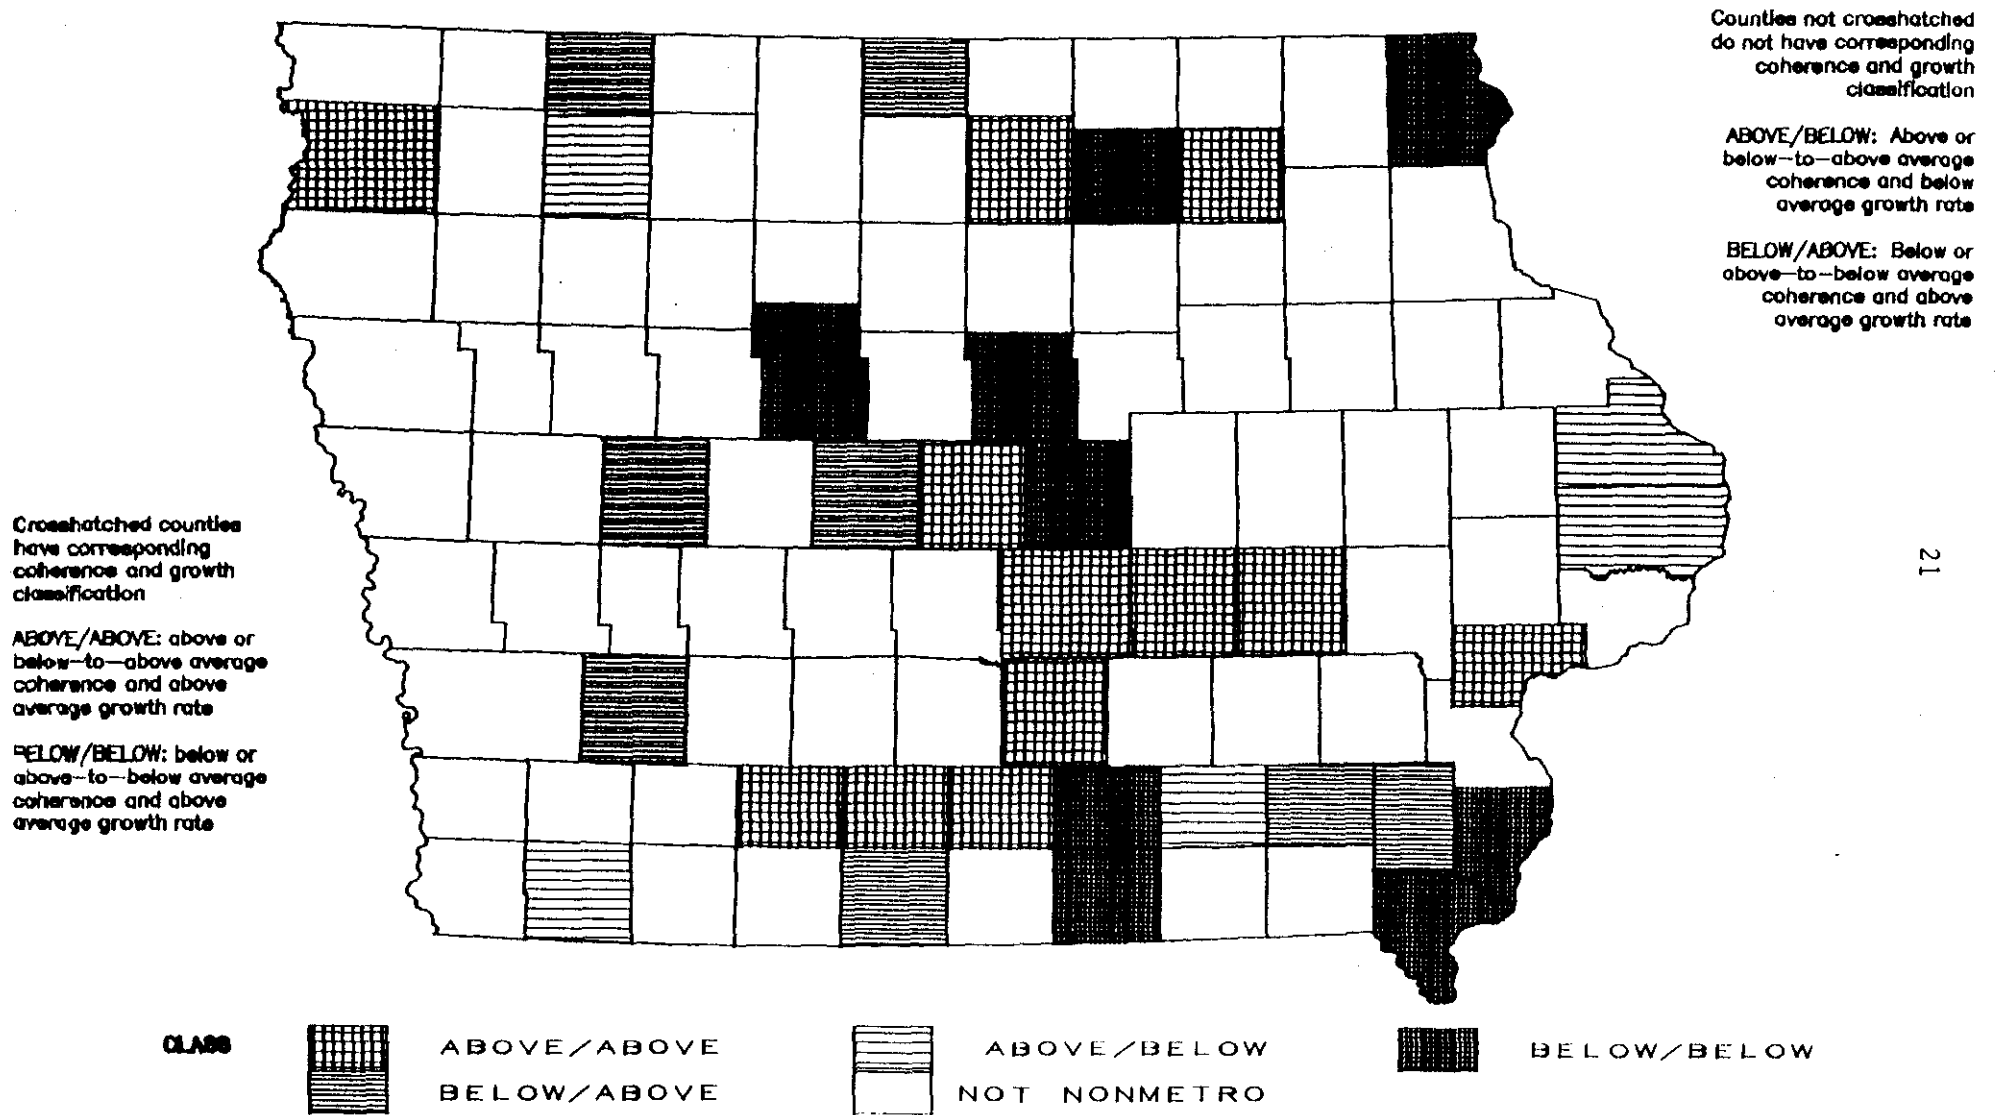 Counties not crosshatched
do not have corresponding
coherence and growth
classification
ABOVE/BELOW: Above or
below-to-above average
coherence and below
average growth rate
BELOW/ABOVE: Below or
above-to-below average
coherence and above
average growth rate
Crosshatched counties
have corresponding
coherence and growth
classification
ABOVE/ABOVE: above or
below-to-above average
coherence and above
average growth rate
BELOW/BELOW: below or
above-to-below average
coherence and above
average growth rate
21
CLASS
ABOVE/ABOVE
ABOVE/BELOW
BELOW/BELOW
BELOW/ABOVE
NOT NONMETRO